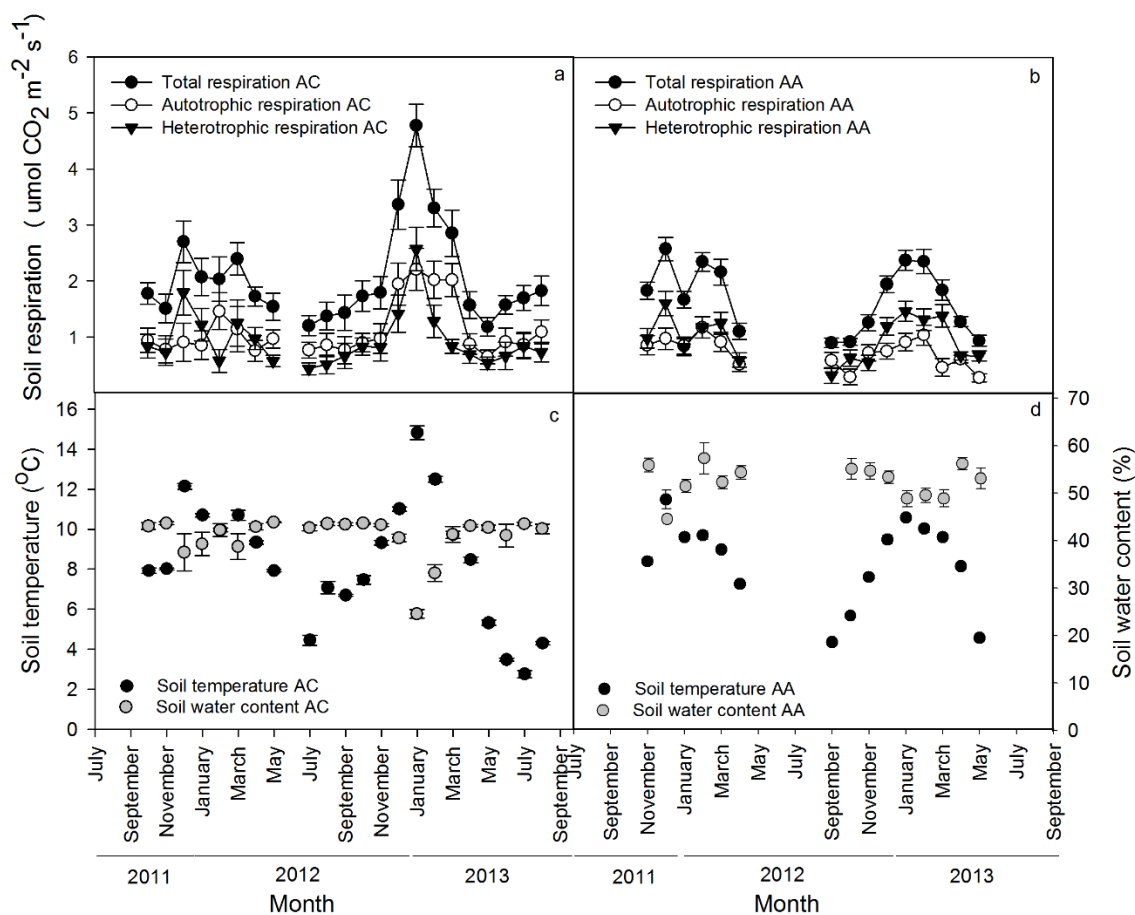 Soil respiration ( umol CO2 m-2 s-1)
6
5
4
3
2
1
a
Total respiration AC
Autotrophic respiration AC
Heterotrophic respiration AC
b
Total respiration AA
Autotrophic respiration AA
Heterotrophic respiration AA
Soil temperature (oC)
16
14
12
10
8
6
4
2
0
c
Soil temperature AC
Soil water content AC
d
Soil temperature AA
Soil water content AA
70
60
50
40
30
20
10
0
Soil water content (%)
July
September
November
January
March
May
July
September
November
January
March
May
July
September
July
September
November
January
March
May
July
September
November
January
March
May
July
September
2011
2012
2013
2011
2012
2013
Month
Month